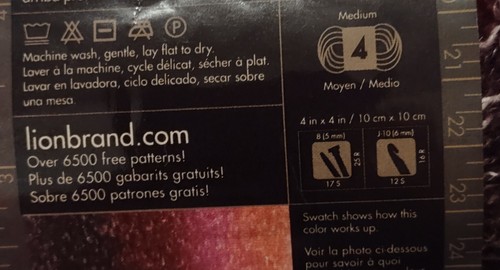 P
Machine wash, gentle, lay flat to dry.
Laver à la machine, cycle délicat, sécher à plat.
Lavar en lavadora, ciclo delicado, secar sobre
una mesa.
lionbrand.com
Over 6500 free patterns!
Plus de 6500 gabarits gratuits!
Sobre 6500 patrones gratis!
Medium
4
Moyen / Medio
4 in x 4 in / 10 cm x 10 cm
8 [5 mm]
25 R
17 S
J-10 [6 mm]
16 R
12 S
Swatch shows how this
color works up.
Voir la photo ci-dessous
pour savoir à quoi
21
22
23
24
3